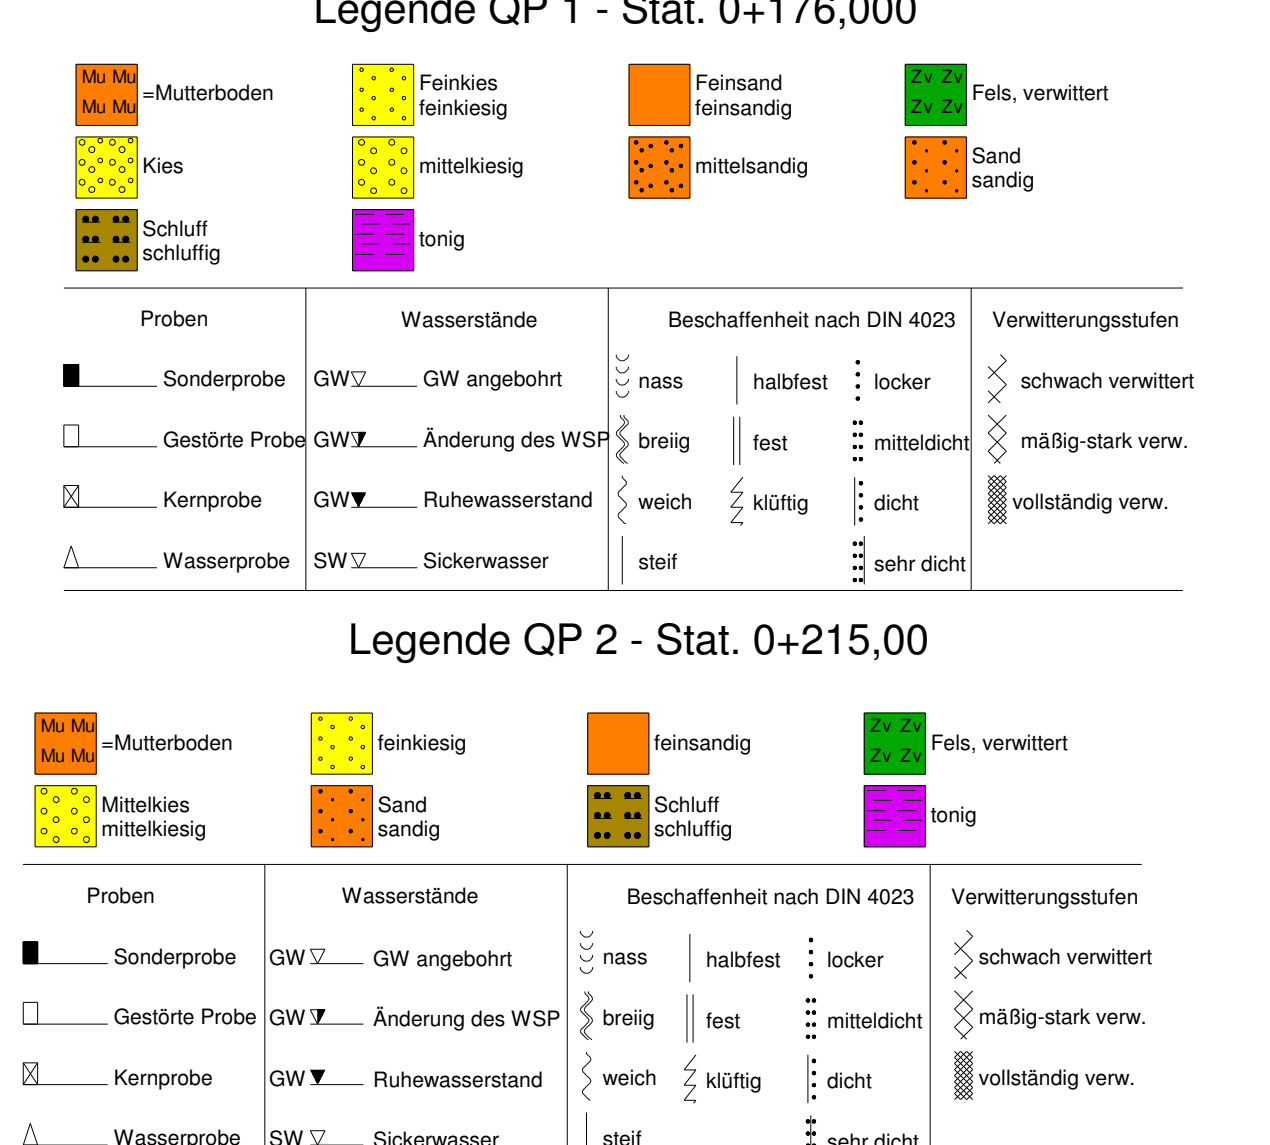 Legende QP 1 - Stat. 0+176,000
Mu Mu
Mu Mu
=Mutterboden
Feinkies
feinkiesig
Feinsand
feinsandig
Zv Zv
Zv Zv
Fels, verwittert
Kies
mittelkiesig
mittelsandig
Sand
sandig
Schluff
schluffig
tonig
Proben
Sonderprobe
Gestörte Probe
Kernprobe
Wasserprobe
Wasserstände
GW GW angebohrt
GW Änderung des WSP
GW Ruhewasserstand
SW Sickerwasser
Beschaffenheit nach DIN 4023
nass halbfest locker
breiig fest mitteldicht
weich klüftig dicht
steif sehr dicht
Verwitterungsstufen
schwach verwittert
mäßig-stark verw.
vollständig verw.
Legende QP 2 - Stat. 0+215,00
Mu Mu
Mu Mu
=Mutterboden
feinkiesig
feinsandig
Zv Zv
Zv Zv
Fels, verwittert
Mittelkies
mittelkiesig
Sand
sandig
Schluff
schluffig
tonig
Proben
Sonderprobe
Gestörte Probe
Kernprobe
Wasserprobe
Wasserstände
GW GW angebohrt
GW Änderung des WSP
GW Ruhewasserstand
SW Sickerwasser
Beschaffenheit nach DIN 4023
nass halbfest locker
breiig fest mitteldicht
weich klüftig dicht
steif sehr dicht
Verwitterungsstufen
schwach verwittert
mäßig-stark verw.
vollständig verw.